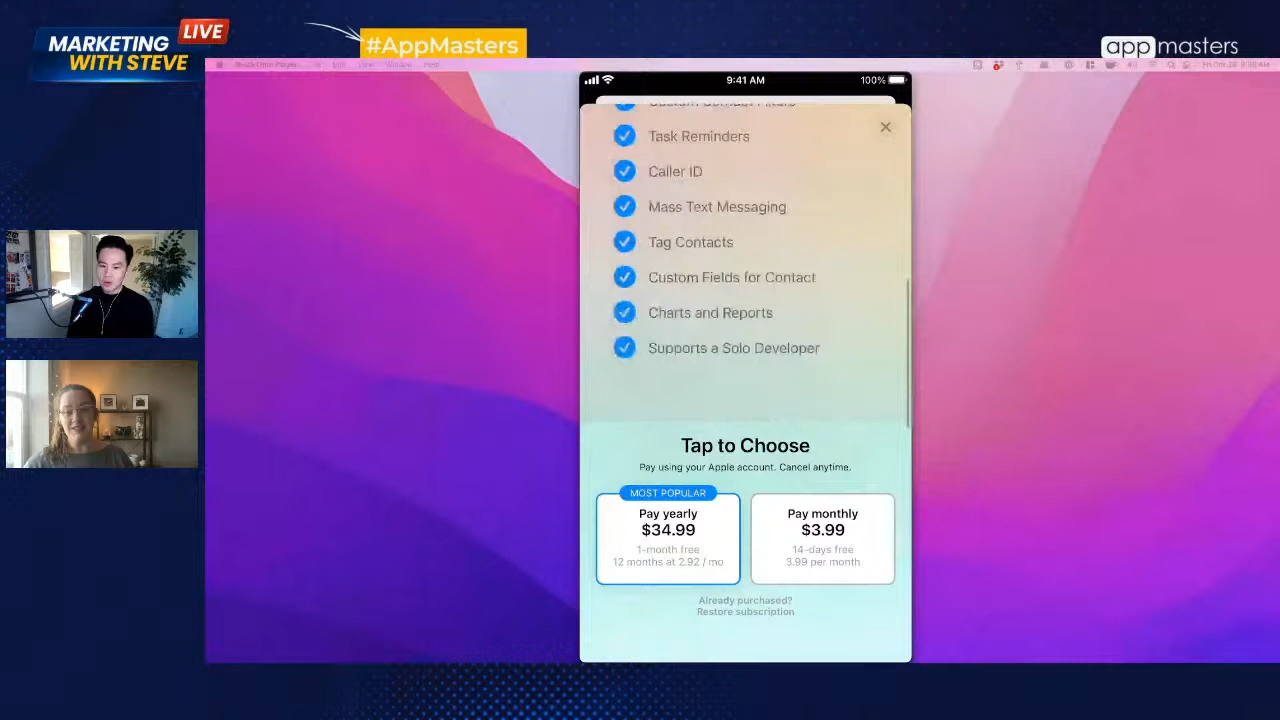 MARKETING
LIVE
WITH STEVE
#AppMasters
app masters
Window
Help
9:41 AM
100%
Task Reminders
Caller ID
Mass Text Messaging
Tag Contacts
Custom Fields for Contact
Charts and Reports
Supports a Solo Developer
Tap to Choose
Pay using your Apple account. Cancel anytime.
MOST POPULAR
Pay yearly
$34.99
1-month free
12 months at 2.92 / mo
Pay monthly
$3.99
14-days free
3.99 per month
Already purchased?
Restore subscription